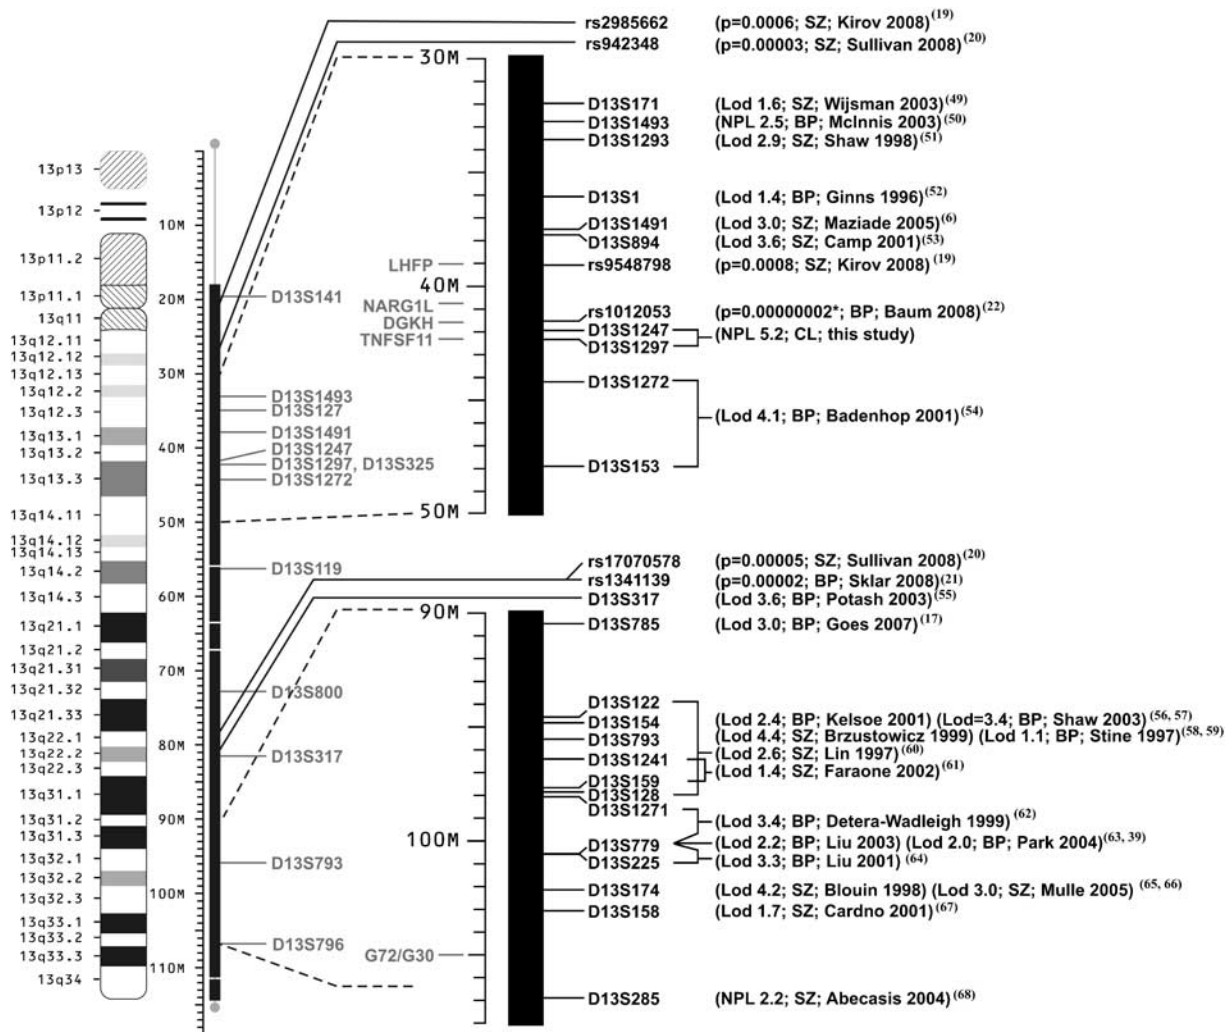 rs2985662 (p=0.0006; SZ; Kirov 2008)(19)
rs942348 (p=0.00003; SZ; Sullivan 2008)(20)
30M
D13S171 (Lod 1.6; SZ; Wijsman 2003)(49)
D13S1493 (NPL 2.5; BP; McInnis 2003)(50)
D13S1293 (Lod 2.9; SZ; Shaw 1998)(51)
D13S1 (Lod 1.4; BP; Ginns 1996)(52)
D13S1491 (Lod 3.0; SZ; Maziade 2005)(6)
D13S894 (Lod 3.6; SZ; Camp 2001)(53)
LHFP
rs9548798 (p=0.0008; SZ; Kirov 2008)(19)
40M
NARG1L
rs1012053 (p=0.00000002*; BP; Baum 2008)(22)
DGKH
D13S1247
(NPL 5.2; CL; this study)
TNFSF11
D13S1297
D13S1272
(Lod 4.1; BP; Badenhop 2001)(54)
D13S153
50M
rs17070578 (p=0.00005; SZ; Sullivan 2008)(20)
rs1341139 (p=0.00002; BP; Sklar 2008)(21)
D13S317 (Lod 3.6; BP; Potash 2003)(55)
90M
D13S785 (Lod 3.0; BP; Goes 2007)(17)
D13S122
D13S154 (Lod 2.4; BP; Kelsoe 2001) (Lod=3.4; BP; Shaw 2003)(56, 57)
D13S793 (Lod 4.4; SZ; Brzustowicz 1999) (Lod 1.1; BP; Stine 1997)(58, 59)
D13S1241 (Lod 2.6; SZ; Lin 1997)(60)
D13S159 (Lod 1.4; SZ; Faraone 2002)(61)
D13S128
D13S1271
(Lod 3.4; BP; Detera-Wadleigh 1999)(62)
100M
D13S779 (Lod 2.2; BP; Liu 2003) (Lod 2.0; BP; Park 2004)(63, 39)
D13S225 (Lod 3.3; BP; Liu 2001)(64)
D13S174 (Lod 4.2; SZ; Blouin 1998) (Lod 3.0; SZ; Mulle 2005)(65, 66)
D13S158 (Lod 1.7; SZ; Cardno 2001)(67)
G72/G30
D13S285 (NPL 2.2; SZ; Abecasis 2004)(68)
13p13
13p12
13p11.2
13p11.1
13q11
13q12.11
13q12.12
13q12.13
13q12.2
13q12.3
13q13.1
13q13.2
13q13.3
13q14.11
13q14.12
13q14.13
13q14.2
13q14.3
13q21.1
13q21.2
13q21.31
13q21.32
13q21.33
13q22.1
13q22.2
13q22.3
13q31.1
13q31.2
13q31.3
13q32.1
13q32.2
13q32.3
13q33.1
13q33.2
13q33.3
13q34
10M
20M
30M
40M
50M
60M
70M
80M
90M
100M
110M
D13S141
D13S1493
D13S127
D13S1491
D13S1247
D13S1297, D13S325
D13S1272
D13S119
D13S800
D13S317
D13S793
D13S796